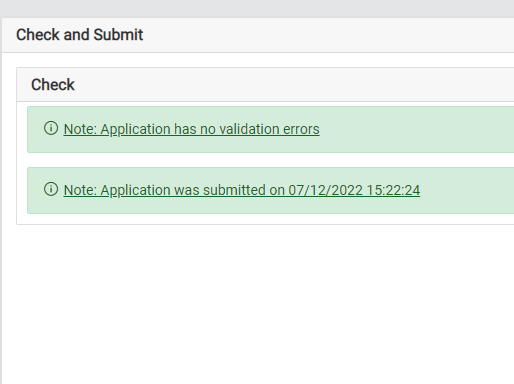 Check and Submit
Check
Note: Application has no validation errors
Note: Application was submitted on 07/12/2022 15:22:24